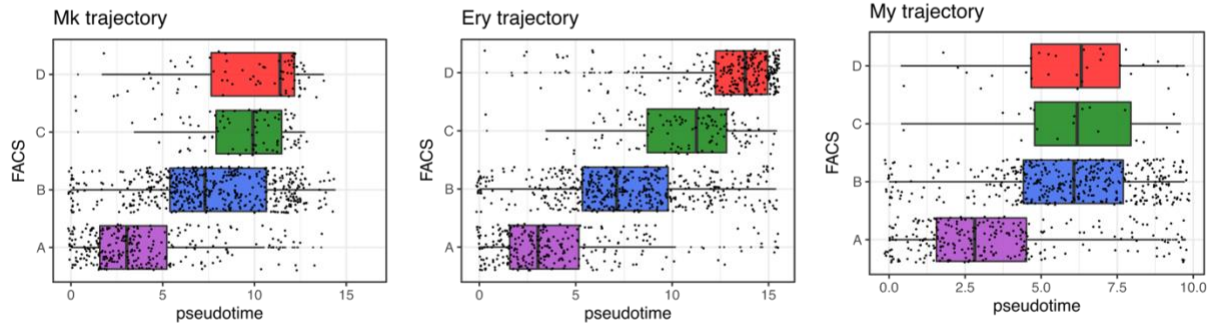 Mk trajectory
FACS
D
C
B
A
0 5 10 15
pseudotime
Ery trajectory
FACS
D
C
B
A
0 5 10 15
pseudotime
My trajectory
FACS
D
C
B
A
0.0 2.5 5.0 7.5 10.0
pseudotime